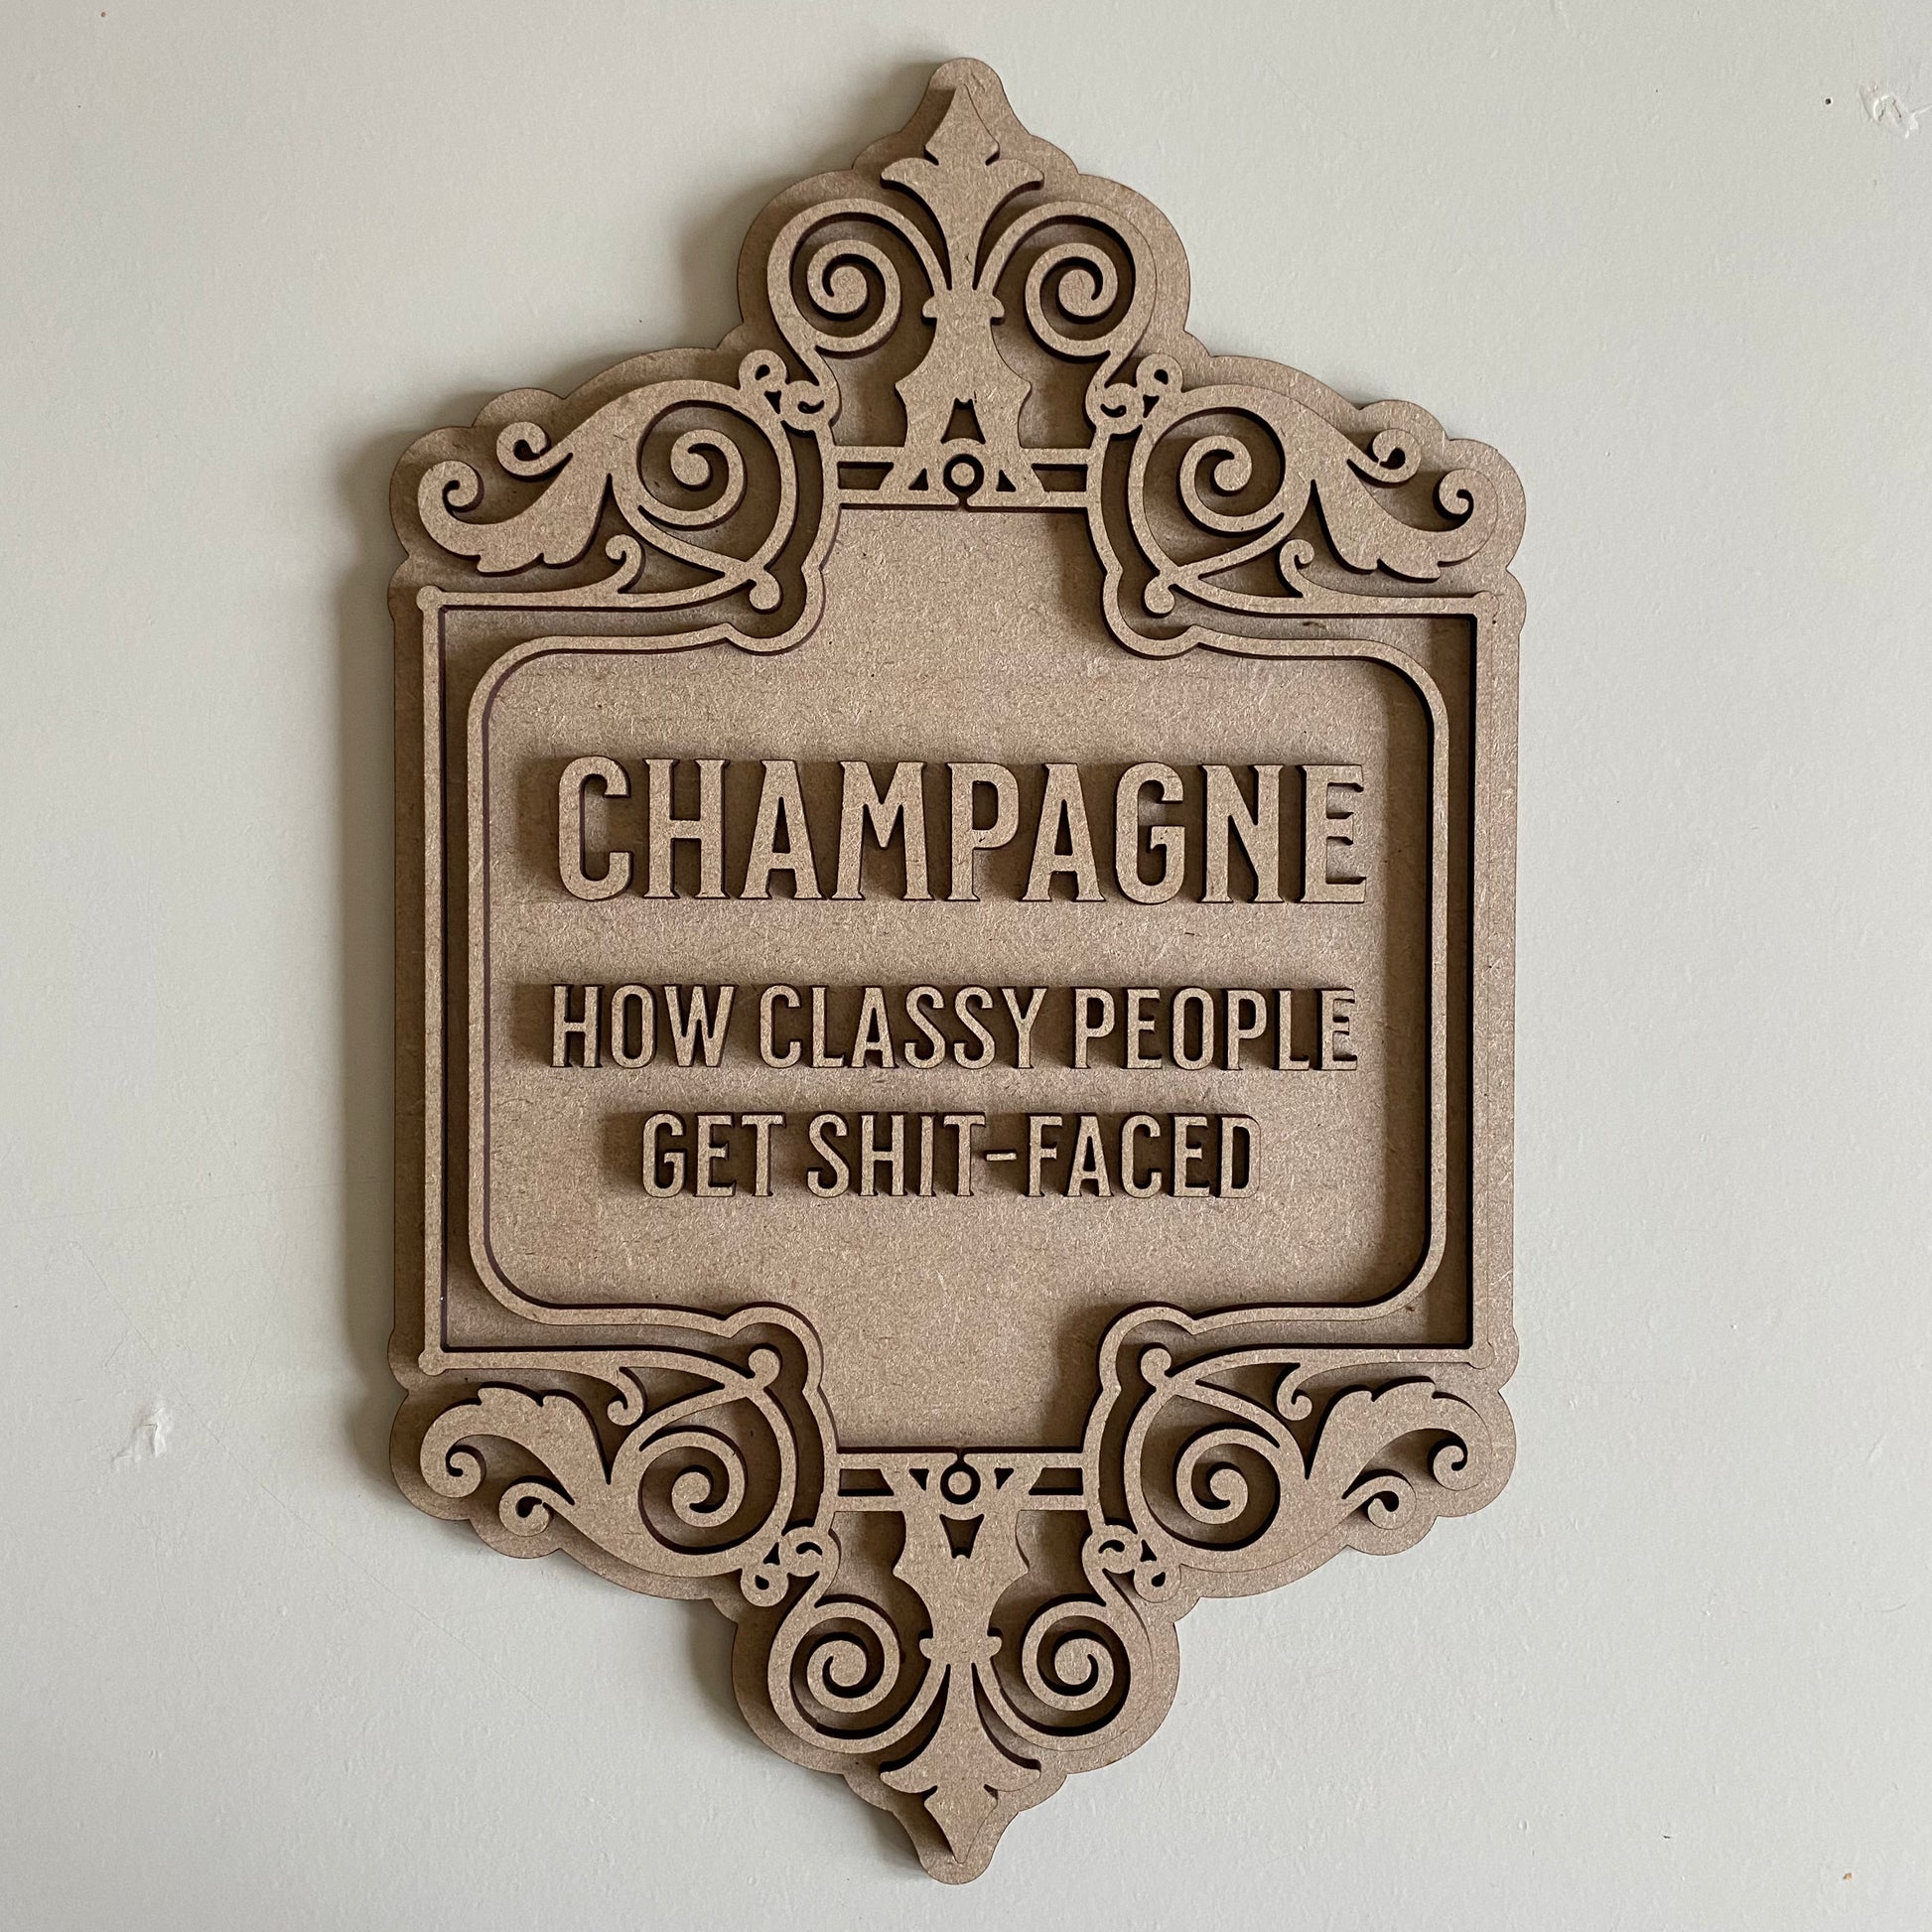 CHAMPAGNE
HOW CLASSY PEOPLE
GET SHIT-FACED